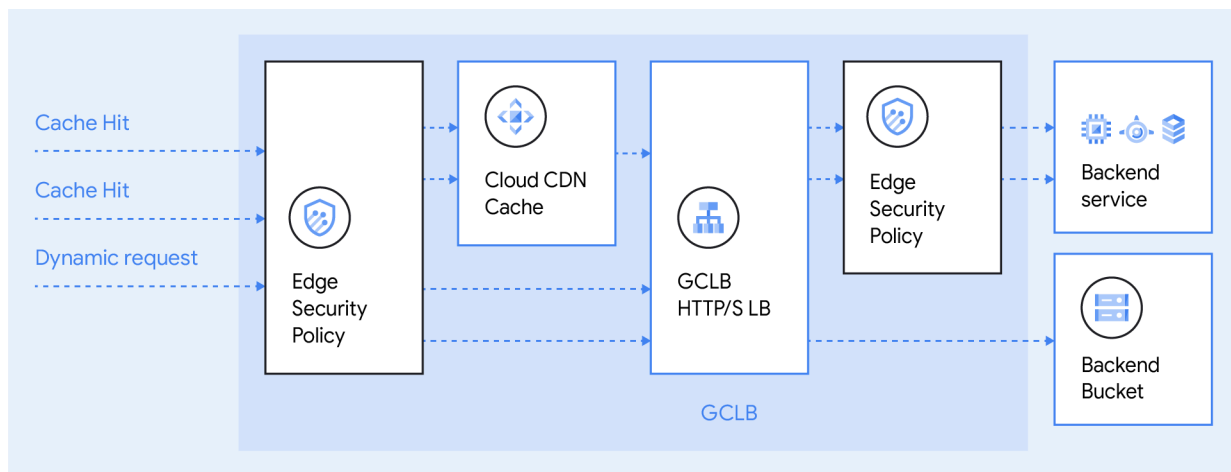 Cache Hit
Cache Hit
Dynamic request
Edge
Security
Policy
Cloud CDN
Cache
GCLB
HTTP/S LB
Edge
Security
Policy
Backend
service
Backend
Bucket
GCLB